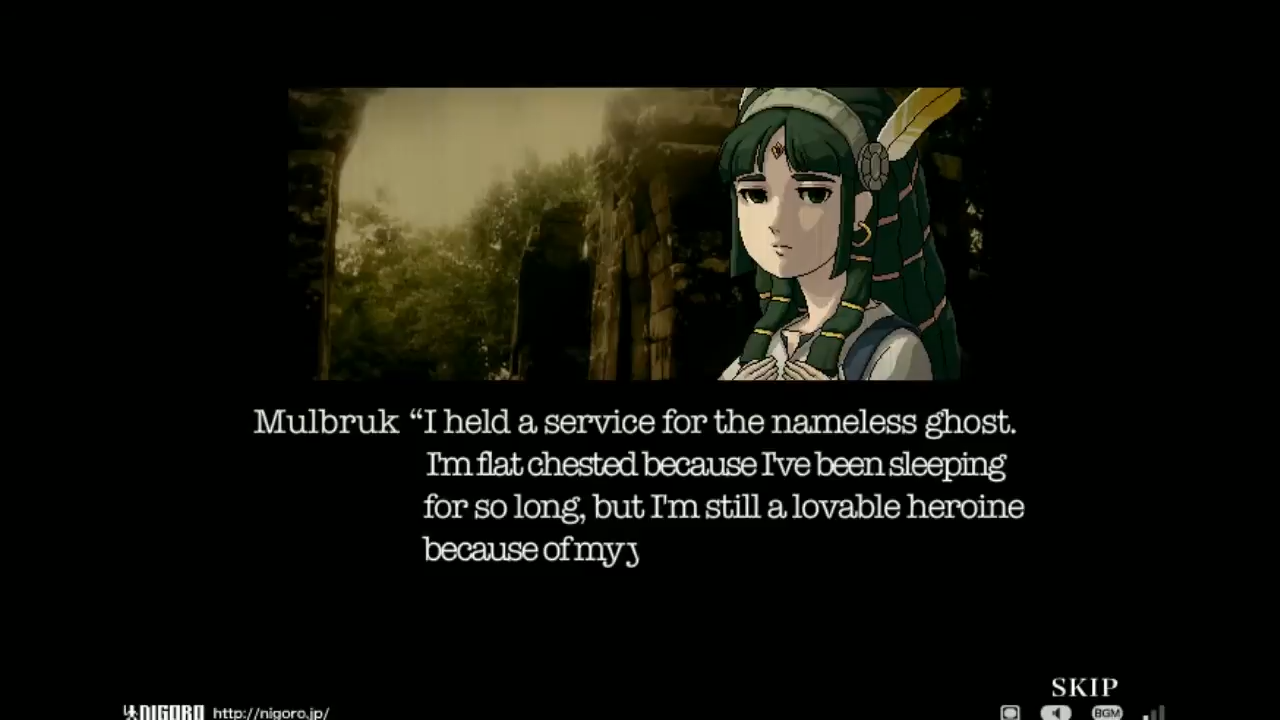 Mulbruk “I held a service for the nameless ghost.
I'm flat chested because I've been sleeping
for so long, but I'm still a lovable heroine
because of my
SKIP
NIGORO http://nigoro.jp/
BGM